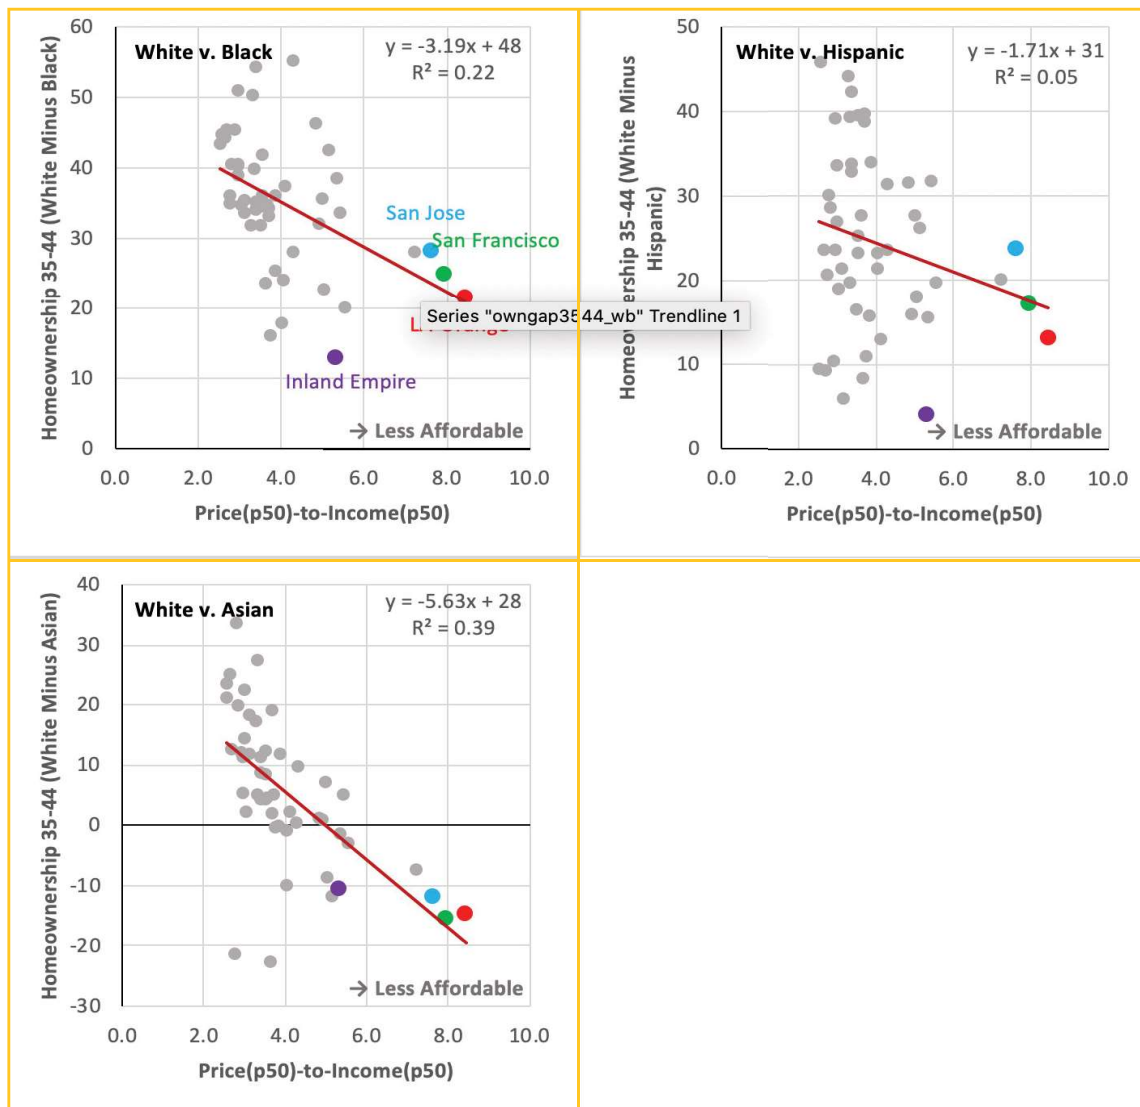 White v. Black
y = -3.19x + 48
R² = 0.22
Homeownership 35-44 (White Minus Black)
60
50
40
30
20
10
0
San Jose
San Francisco
Inland Empire
→ Less Affordable
0.0 2.0 4.0 6.0 8.0 10.0
Price(p50)-to-Income(p50)
Series "owngap3544_wb" Trendline 1
White v. Hispanic
y = -1.71x + 31
R² = 0.05
Homeownership 35-44 (White Minus
Hispanic)
50
40
30
20
10
0
→ Less Affordable
0.0 2.0 4.0 6.0 8.0 10.0
Price(p50)-to-Income(p50)
White v. Asian
y = -5.63x + 28
R² = 0.39
Homeownership 35-44 (White Minus Asian)
40
30
20
10
0
-10
-20
-30
→ Less Affordable
0.0 2.0 4.0 6.0 8.0 10.0
Price(p50)-to-Income(p50)